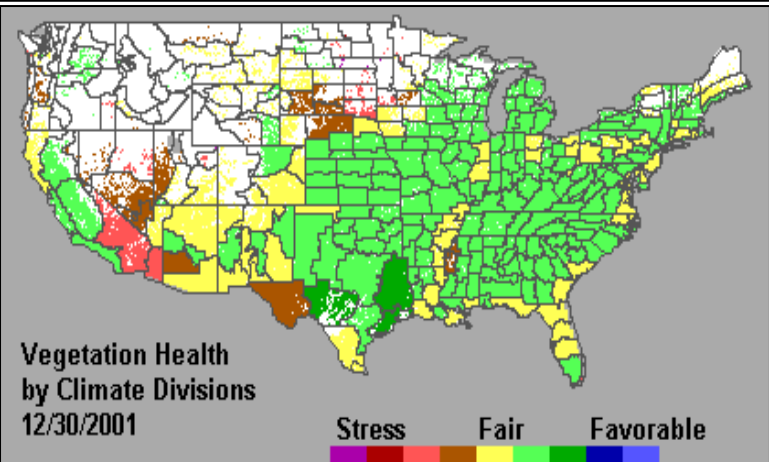 Vegetation Health
by Climate Divisions
12/30/2001
Stress Fair Favorable